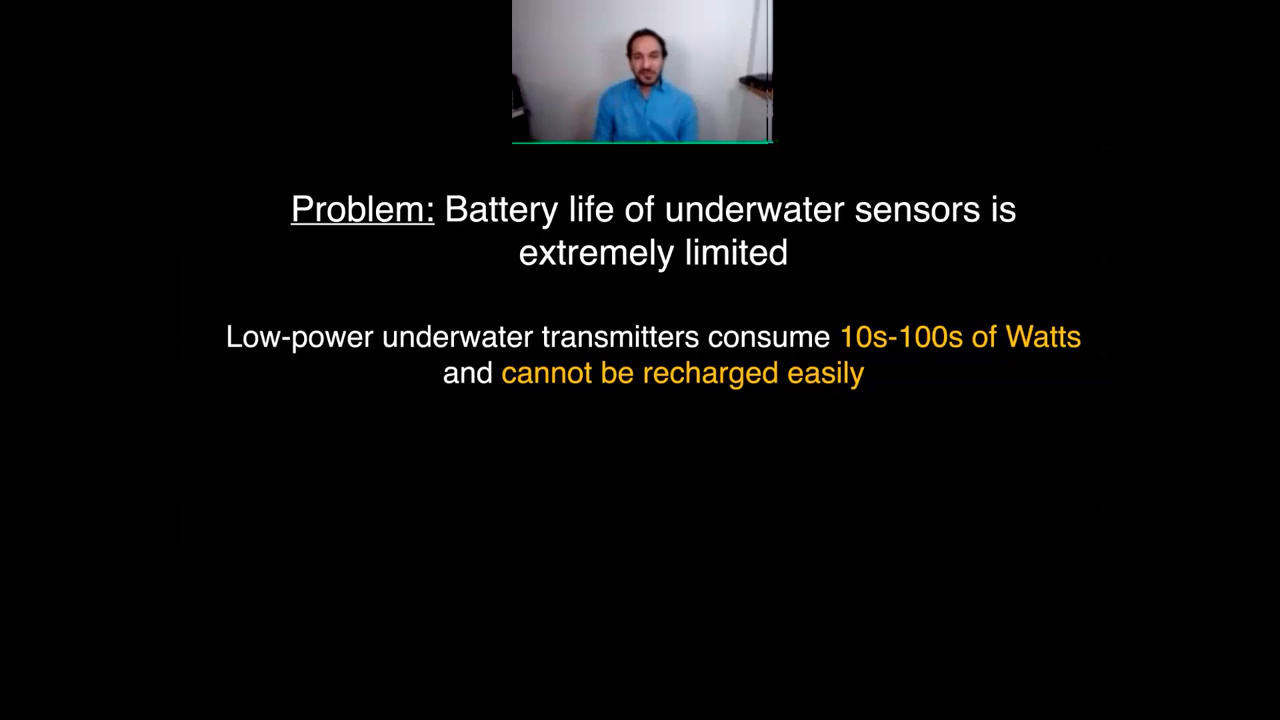 Problem: Battery life of underwater sensors is
extremely limited
Low-power underwater transmitters consume 10s-100s of Watts
and cannot be recharged easily